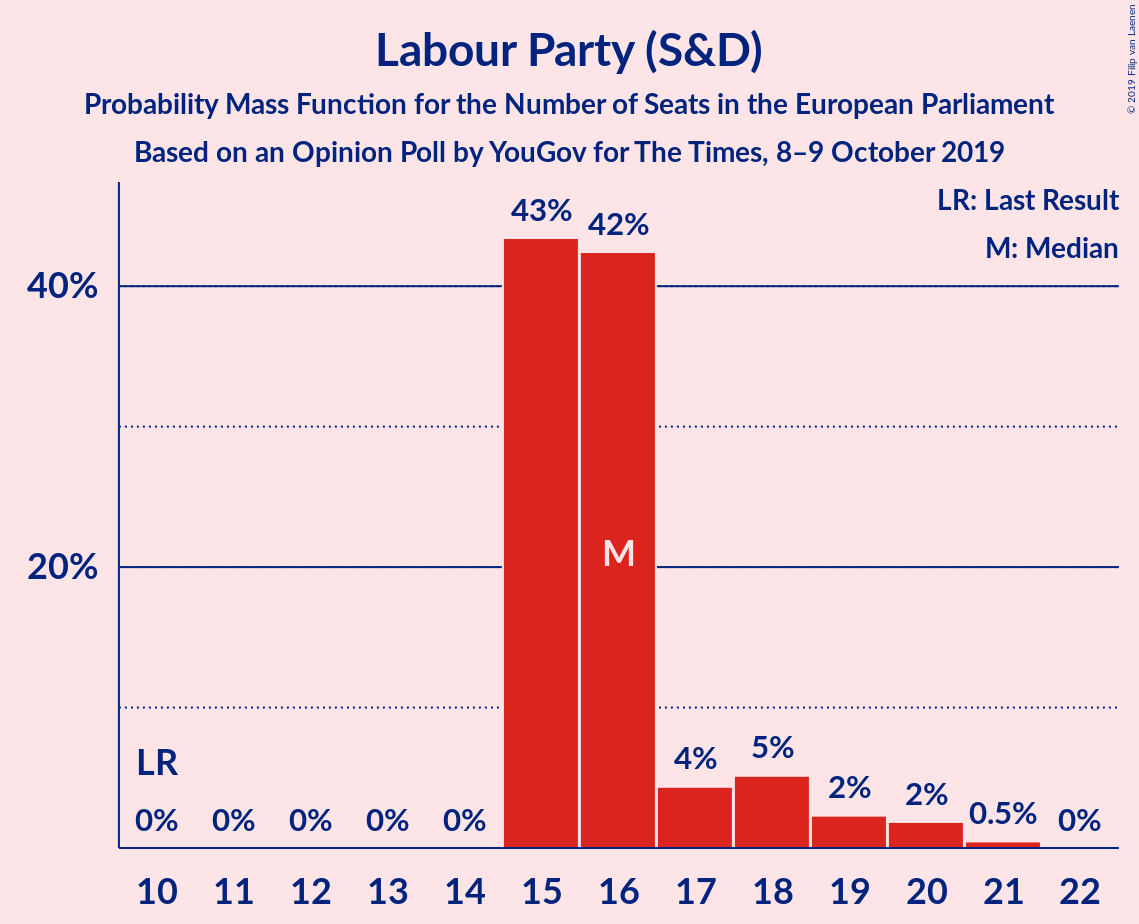 Labour Party (S&D)
Probability Mass Function for the Number of Seats in the European Parliament
Based on an Opinion Poll by YouGov for The Times, 8–9 October 2019
© 2019 Filip van Laenen
LR: Last Result
M: Median
43%
42%
40%
20%
M
LR
0%
0%
0%
0%
0%
4%
5%
2%
2%
0.5%
0%
10 11 12 13 14 15 16 17 18 19 20 21 22